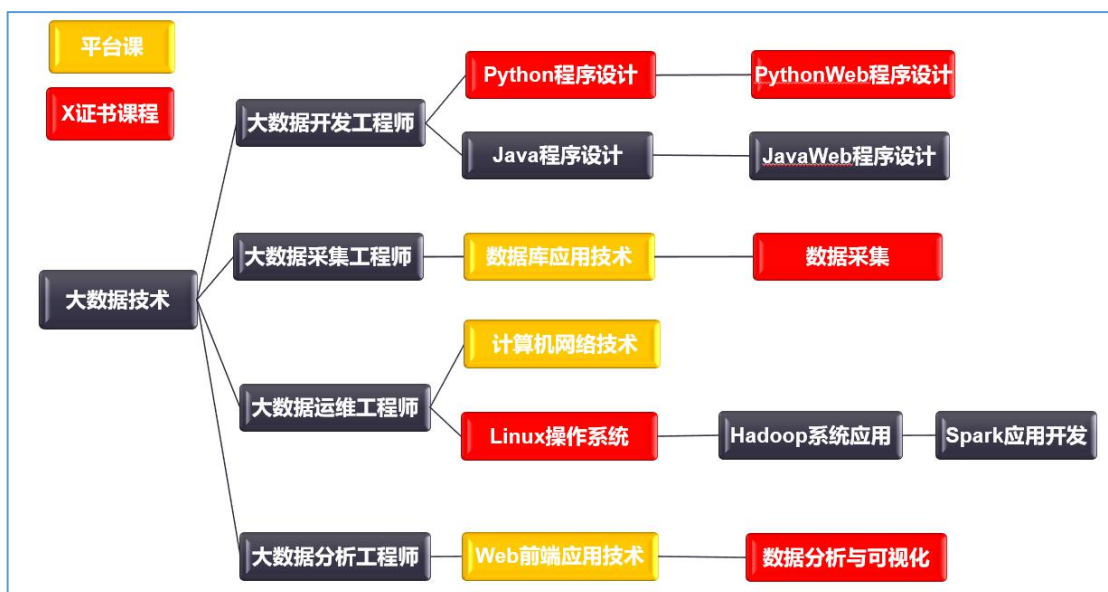 平台课
X证书课程
Python程序设计
PythonWeb程序设计
大数据开发工程师
Java程序设计
JavaWeb程序设计
大数据采集工程师
数据库应用技术
数据采集
大数据技术
计算机网络技术
大数据运维工程师
Linux操作系统
Hadoop系统应用
Spark应用开发
大数据分析工程师
Web前端应用技术
数据分析与可视化